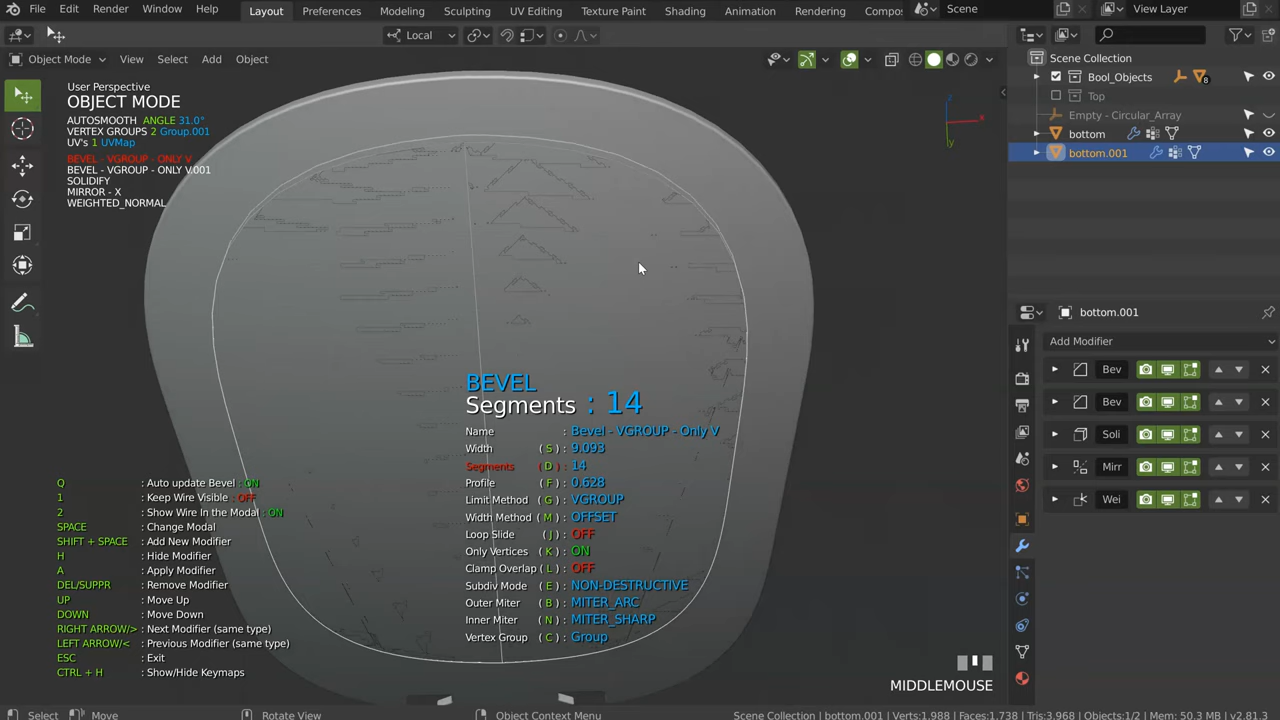 File Edit Render Window Help Layout Preferences Modeling Sculpting UV Editing Texture Paint Shading Animation Rendering Compos Scene View Layer
Local
Object Mode View Select Add Object
User Perspective
OBJECT MODE
AUTOSMOOTH ANGLE 31.0°
VERTEX GROUPS 2 Group.001
UV's 1 UVMap
BEVEL - VGROUP - ONLY V
BEVEL - VGROUP - ONLY V.001
SOLIDIFY
MIRROR - X
WEIGHTED_NORMAL
z
x
y
Scene Collection
Bool_Objects 8
Top
Empty - Circular_Array
bottom
bottom.001
bottom.001
Add Modifier
Bev
Bev
Soli
Mirr
Wei
BEVEL
Segments : 14
Name : Bevel - VGROUP - Only V
Width ( S ) : 9.093
Segments ( D ) : 14
Profile ( F ) : 0.628
Limit Method ( G ) : VGROUP
Width Method ( M ) : OFFSET
Loop Slide ( J ) : OFF
Only Vertices ( K ) : ON
Clamp Overlap ( L ) : OFF
Subdiv Mode ( E ) : NON-DESTRUCTIVE
Outer Miter ( B ) : MITER_ARC
Inner Miter ( N ) : MITER_SHARP
Vertex Group ( C ) : Group
Q : Auto update Bevel : ON
1 : Keep Wire Visible : OFF
2 : Show Wire In the Modal : ON
SPACE : Change Modal
SHIFT + SPACE : Add New Modifier
H : Hide Modifier
A : Apply Modifier
DEL/SUPPR : Remove Modifier
UP : Move Up
DOWN : Move Down
RIGHT ARROW/> : Next Modifier (same type)
LEFT ARROW/< : Previous Modifier (same type)
ESC : Exit
CTRL + H : Show/Hide Keymaps
MIDDLEMOUSE
Select Move Rotate View Object Context Menu Scene Collection | bottom.001 | Verts:1.988 | Faces:1.738 | Tris:3.968 | Objects:1/2 | Mem: 50.3 MB | v2.81.3